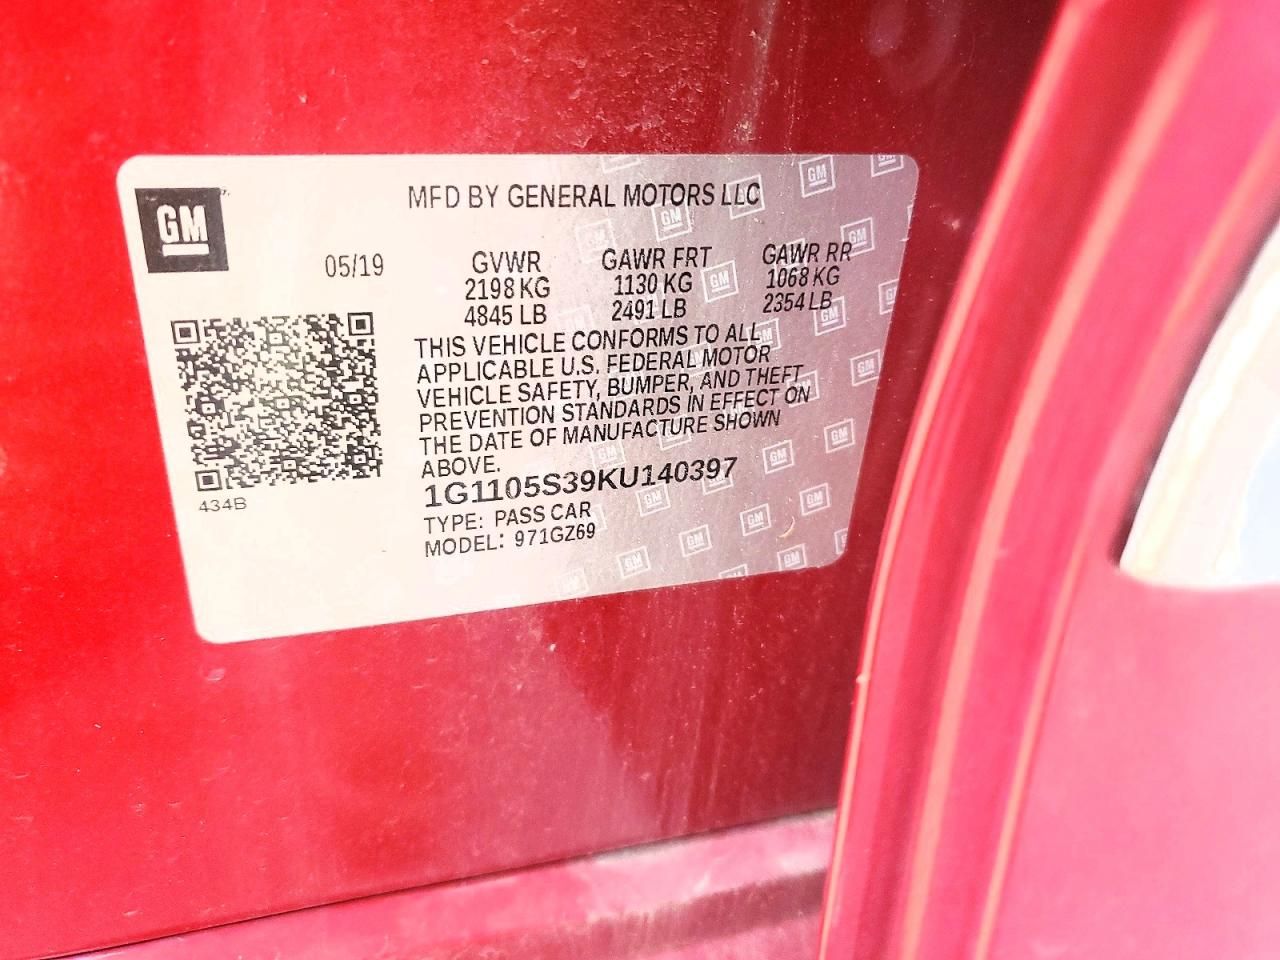 GM
MFD BY GENERAL MOTORS LLC
05/19
GVWR GAWR FRT GAWR RR
2198 KG 1130 KG 1068 KG
4845 LB 2491 LB 2354 LB
THIS VEHICLE CONFORMS TO ALL
APPLICABLE U.S. FEDERAL MOTOR
VEHICLE SAFETY, BUMPER, AND THEFT
PREVENTION STANDARDS IN EFFECT ON
THE DATE OF MANUFACTURE SHOWN
ABOVE.
1G1105S39KU140397
434B
TYPE: PASS CAR
MODEL: 971GZ69